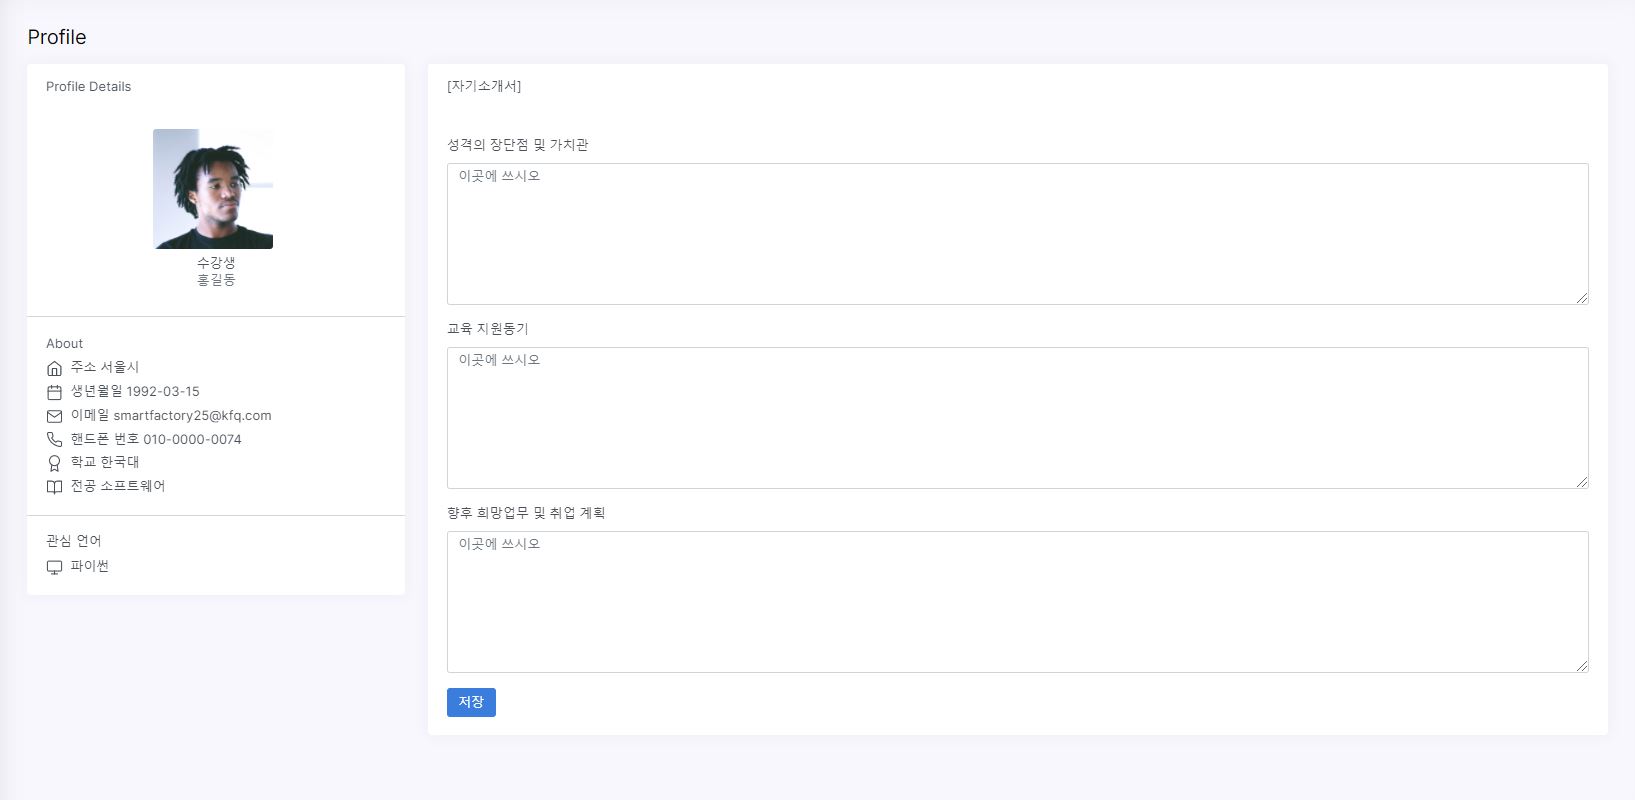 Profile
Profile Details
수강생
홍길동
About
주소 서울시
생년월일 1992-03-15
이메일 smartfactory25@kfq.com
핸드폰 번호 010-0000-0074
학교 한국대
전공 소프트웨어
관심 언어
파이썬
[자기소개서]
성격의 장단점 및 가치관
이곳에 쓰시오
교육 지원동기
이곳에 쓰시오
향후 희망업무 및 취업 계획
이곳에 쓰시오
저장